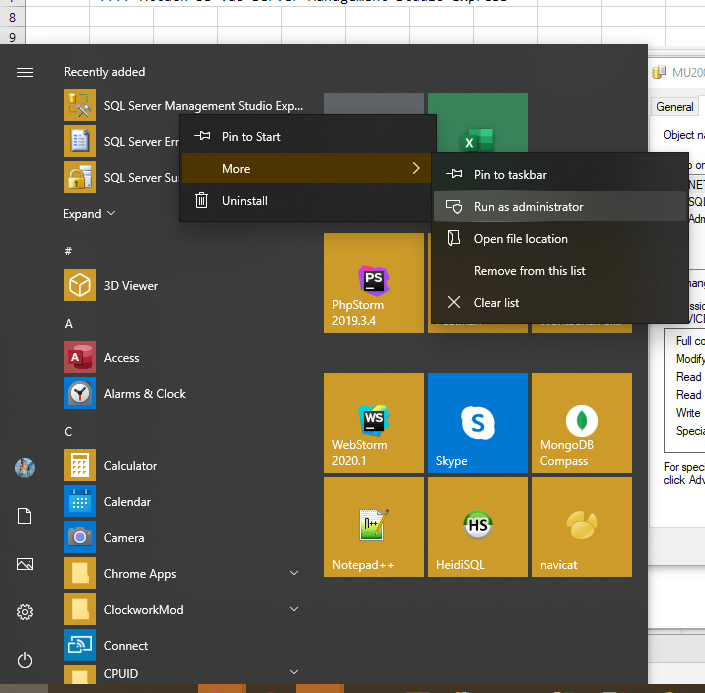 8
9
Recently added
SQL Server Management Studio Exp...
SQL Server Err
SQL Server Su
Expand
Pin to Start
More
Uninstall
Pin to taskbar
Run as administrator
Open file location
Remove from this list
Clear list
#
3D Viewer
A
Access
Alarms & Clock
C
Calculator
Calendar
Camera
Chrome Apps
ClockworkMod
Connect
CPUID
X
PS
PhpStorm
2019.3.4
WS
WebStorm
2020.1
S
Skype
MongoDB
Compass
Notepad++
HS
HeidiSQL
navicat
MU200
General
Object na
Full co
Modify
Read
Read
Write
Specia
For speci
click Adv